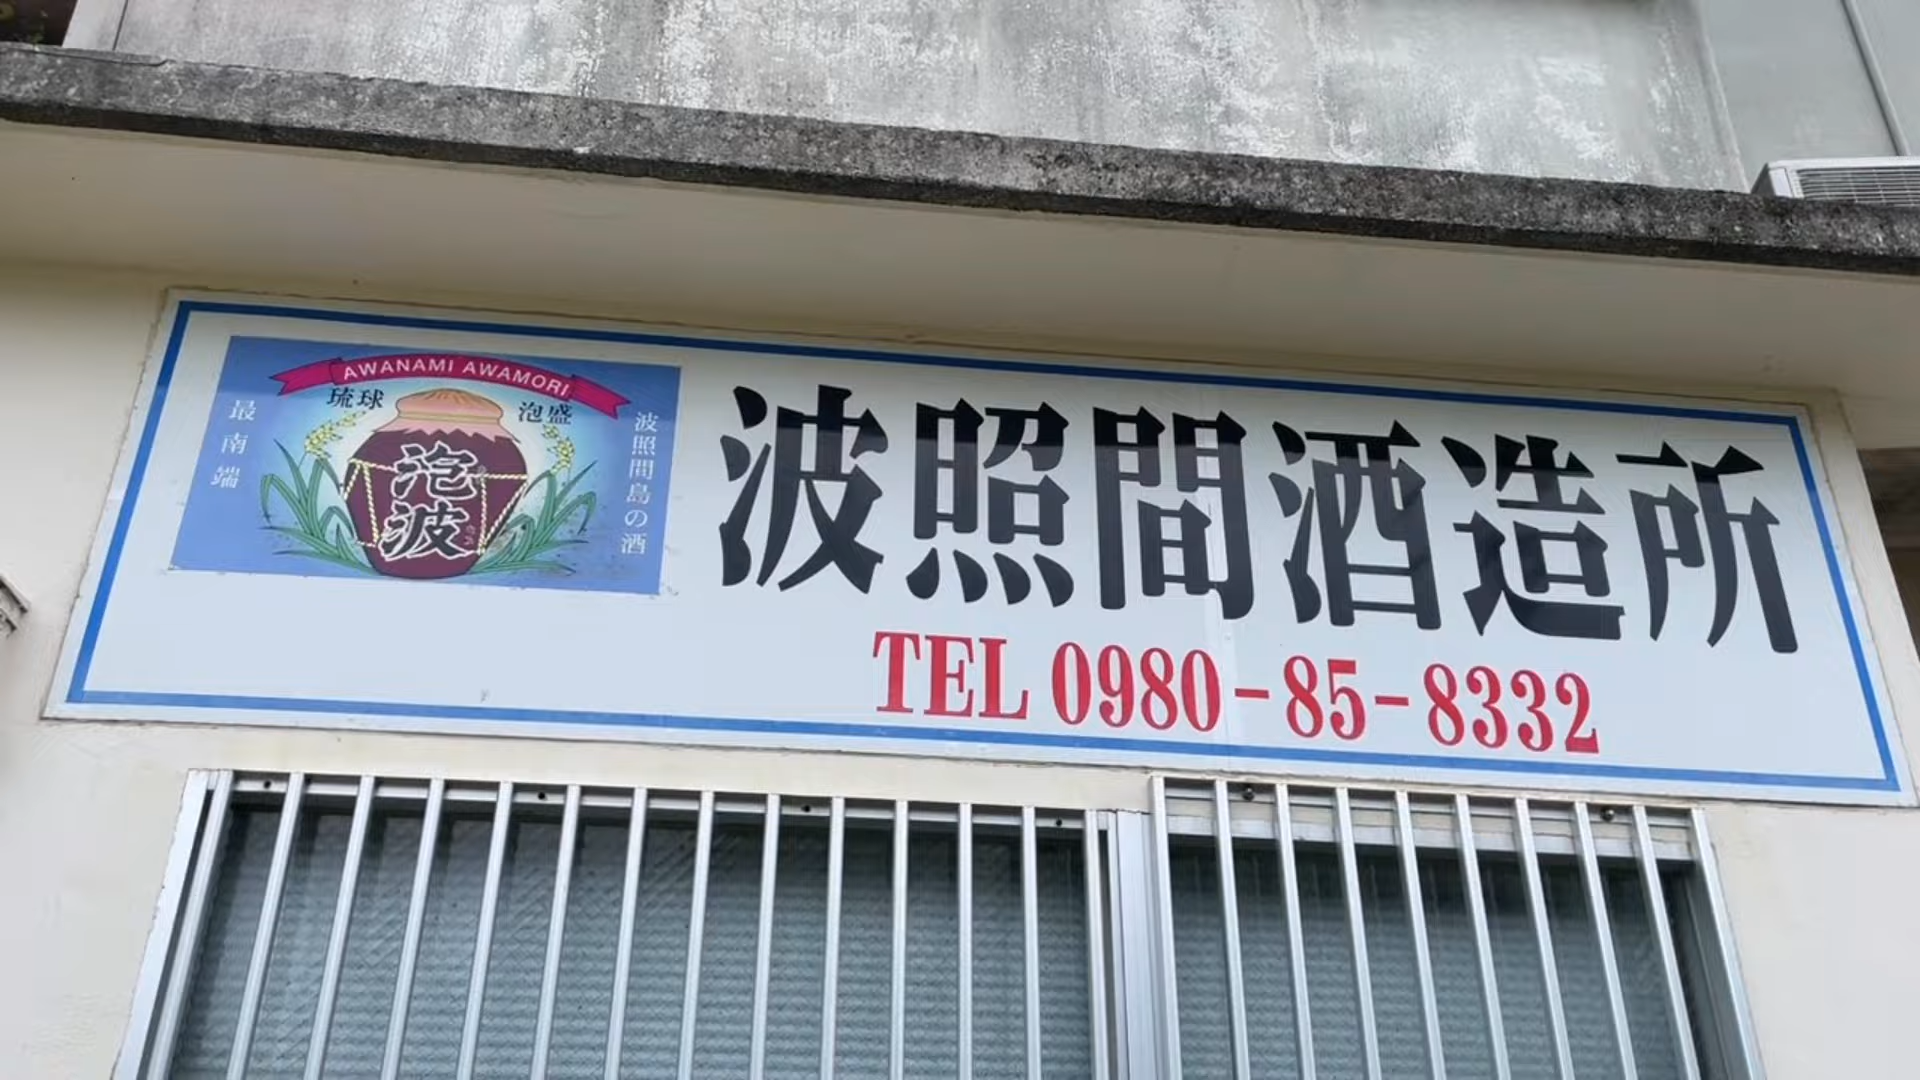 AWANAMI AWAMORI
琉球 泡盛
最南端
泡波
波照間島の酒
波照間酒造所
TEL 0980-85-8332